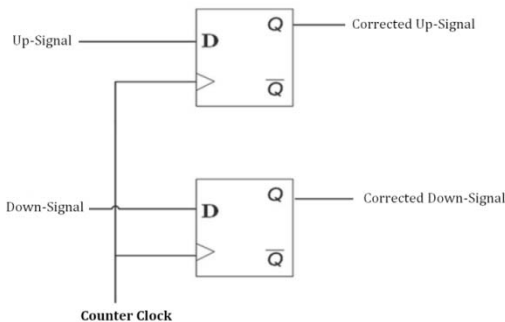 Up-Signal
D
Q
Q̅
Corrected Up-Signal
Down-Signal
D
Q
Q̅
Corrected Down-Signal
Counter Clock